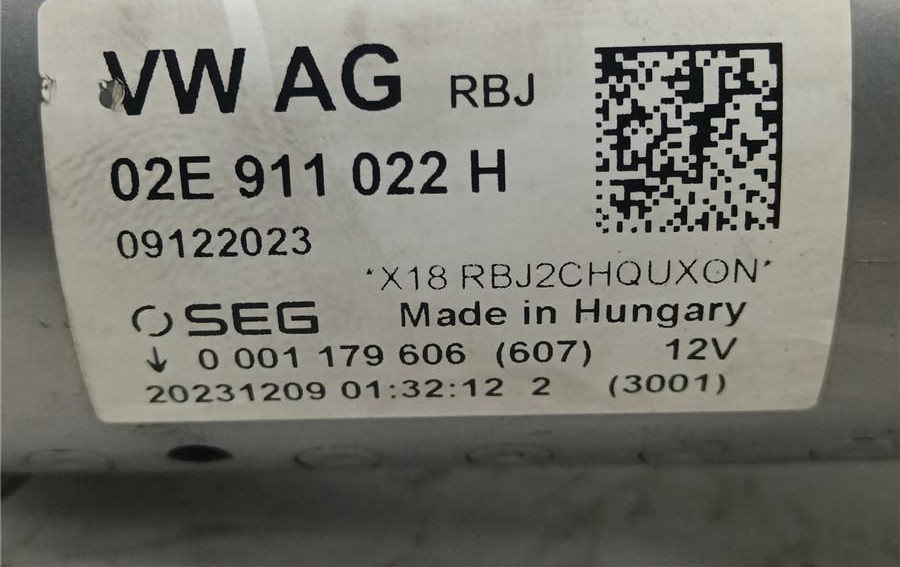 VW AG RBJ
02E 911 022 H
09122023
*X18 RBJ2CHQUXON*
SEG Made in Hungary
0 001 179 606 (607) 12V
20231209 01:32:12 2 (3001)